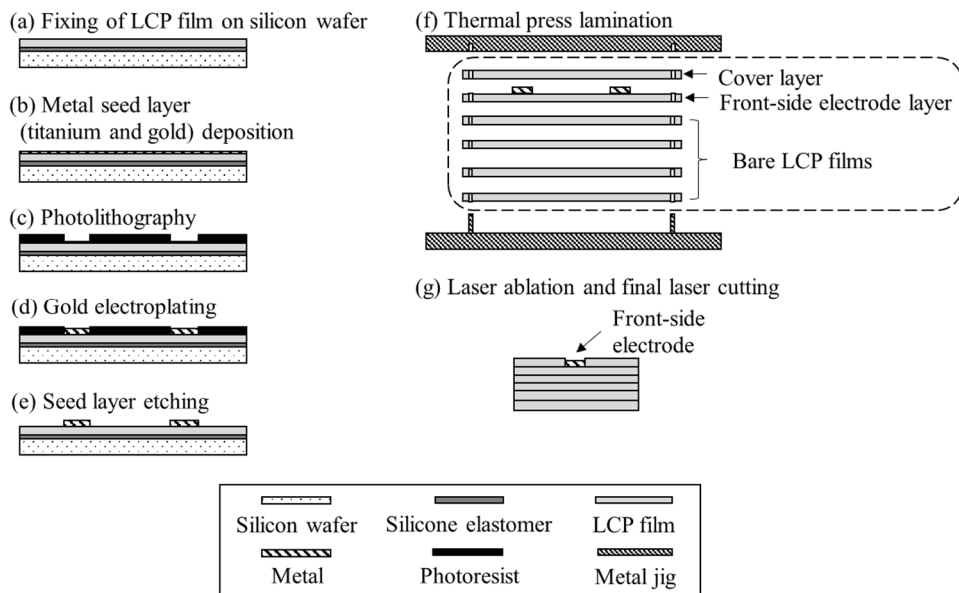 (a) Fixing of LCP film on silicon wafer
(b) Metal seed layer
(titanium and gold) deposition
(c) Photolithography
(d) Gold electroplating
(e) Seed layer etching
(f) Thermal press lamination
Cover layer
Front-side electrode layer
Bare LCP films
(g) Laser ablation and final laser cutting
Front-side
electrode
Silicon wafer
Silicone elastomer
LCP film
Metal
Photoresist
Metal jig